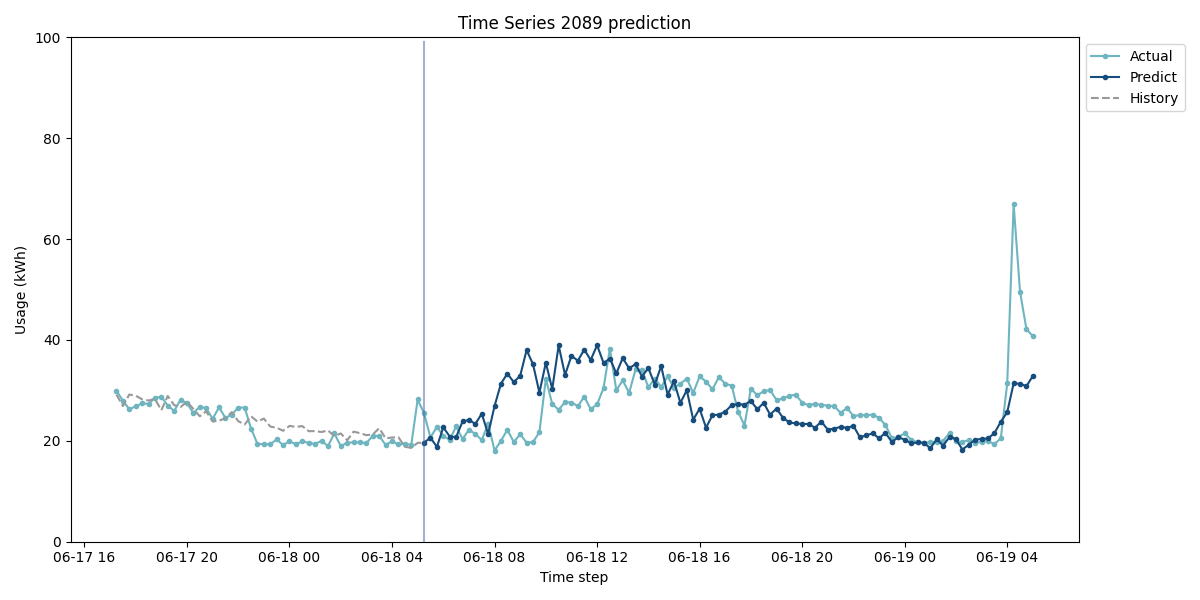 Time Series 2089 prediction
Usage (kWh)
100
80
60
40
20
0
06-17 16
06-17 20
06-18 00
06-18 04
06-18 08
06-18 12
06-18 16
06-18 20
06-19 00
06-19 04
Time step
Actual
Predict
History